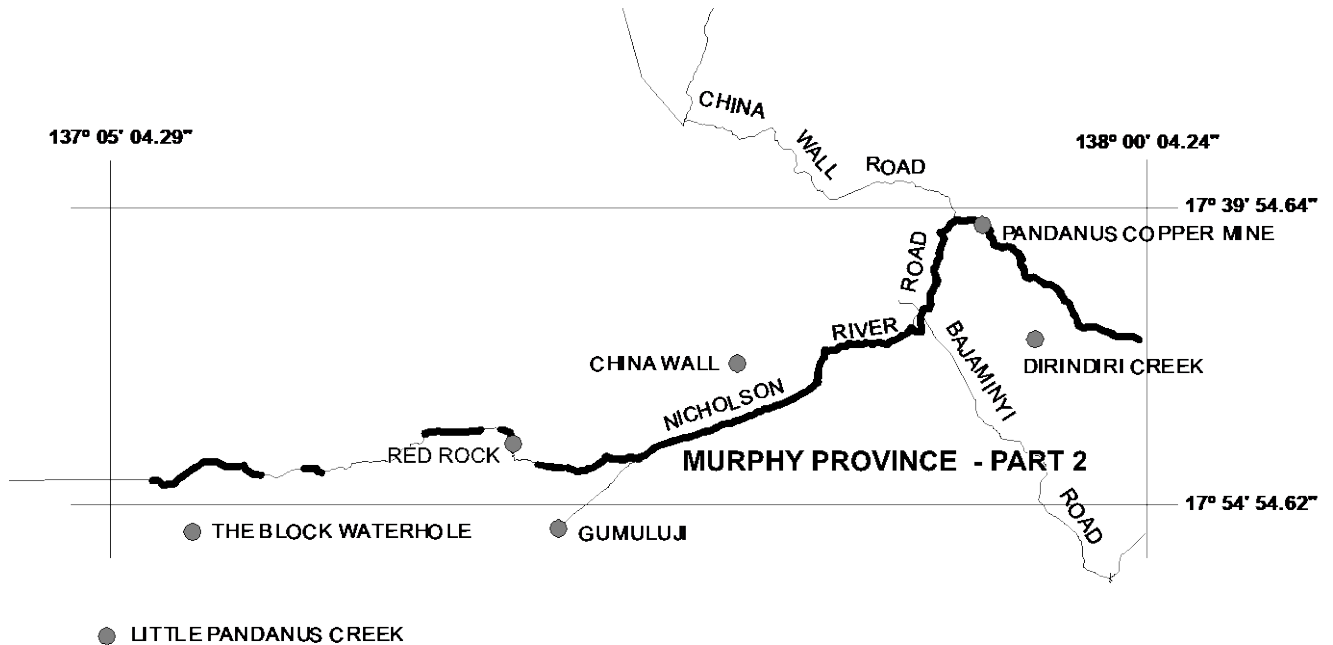 CHINA
WALL
ROAD
137º 05' 04.29"
138º 00' 04.24"
17º 39' 54.64"
PANDANUS COPPER MINE
ROAD
RIVER
NICHOLSON
BAJAMINYI
ROAD
CHINA WALL
DIRINDIRI CREEK
RED ROCK
MURPHY PROVINCE - PART 2
17º 54' 54.62"
THE BLOCK WATERHOLE
GUMULUJI
LITTLE PANDANUS CREEK